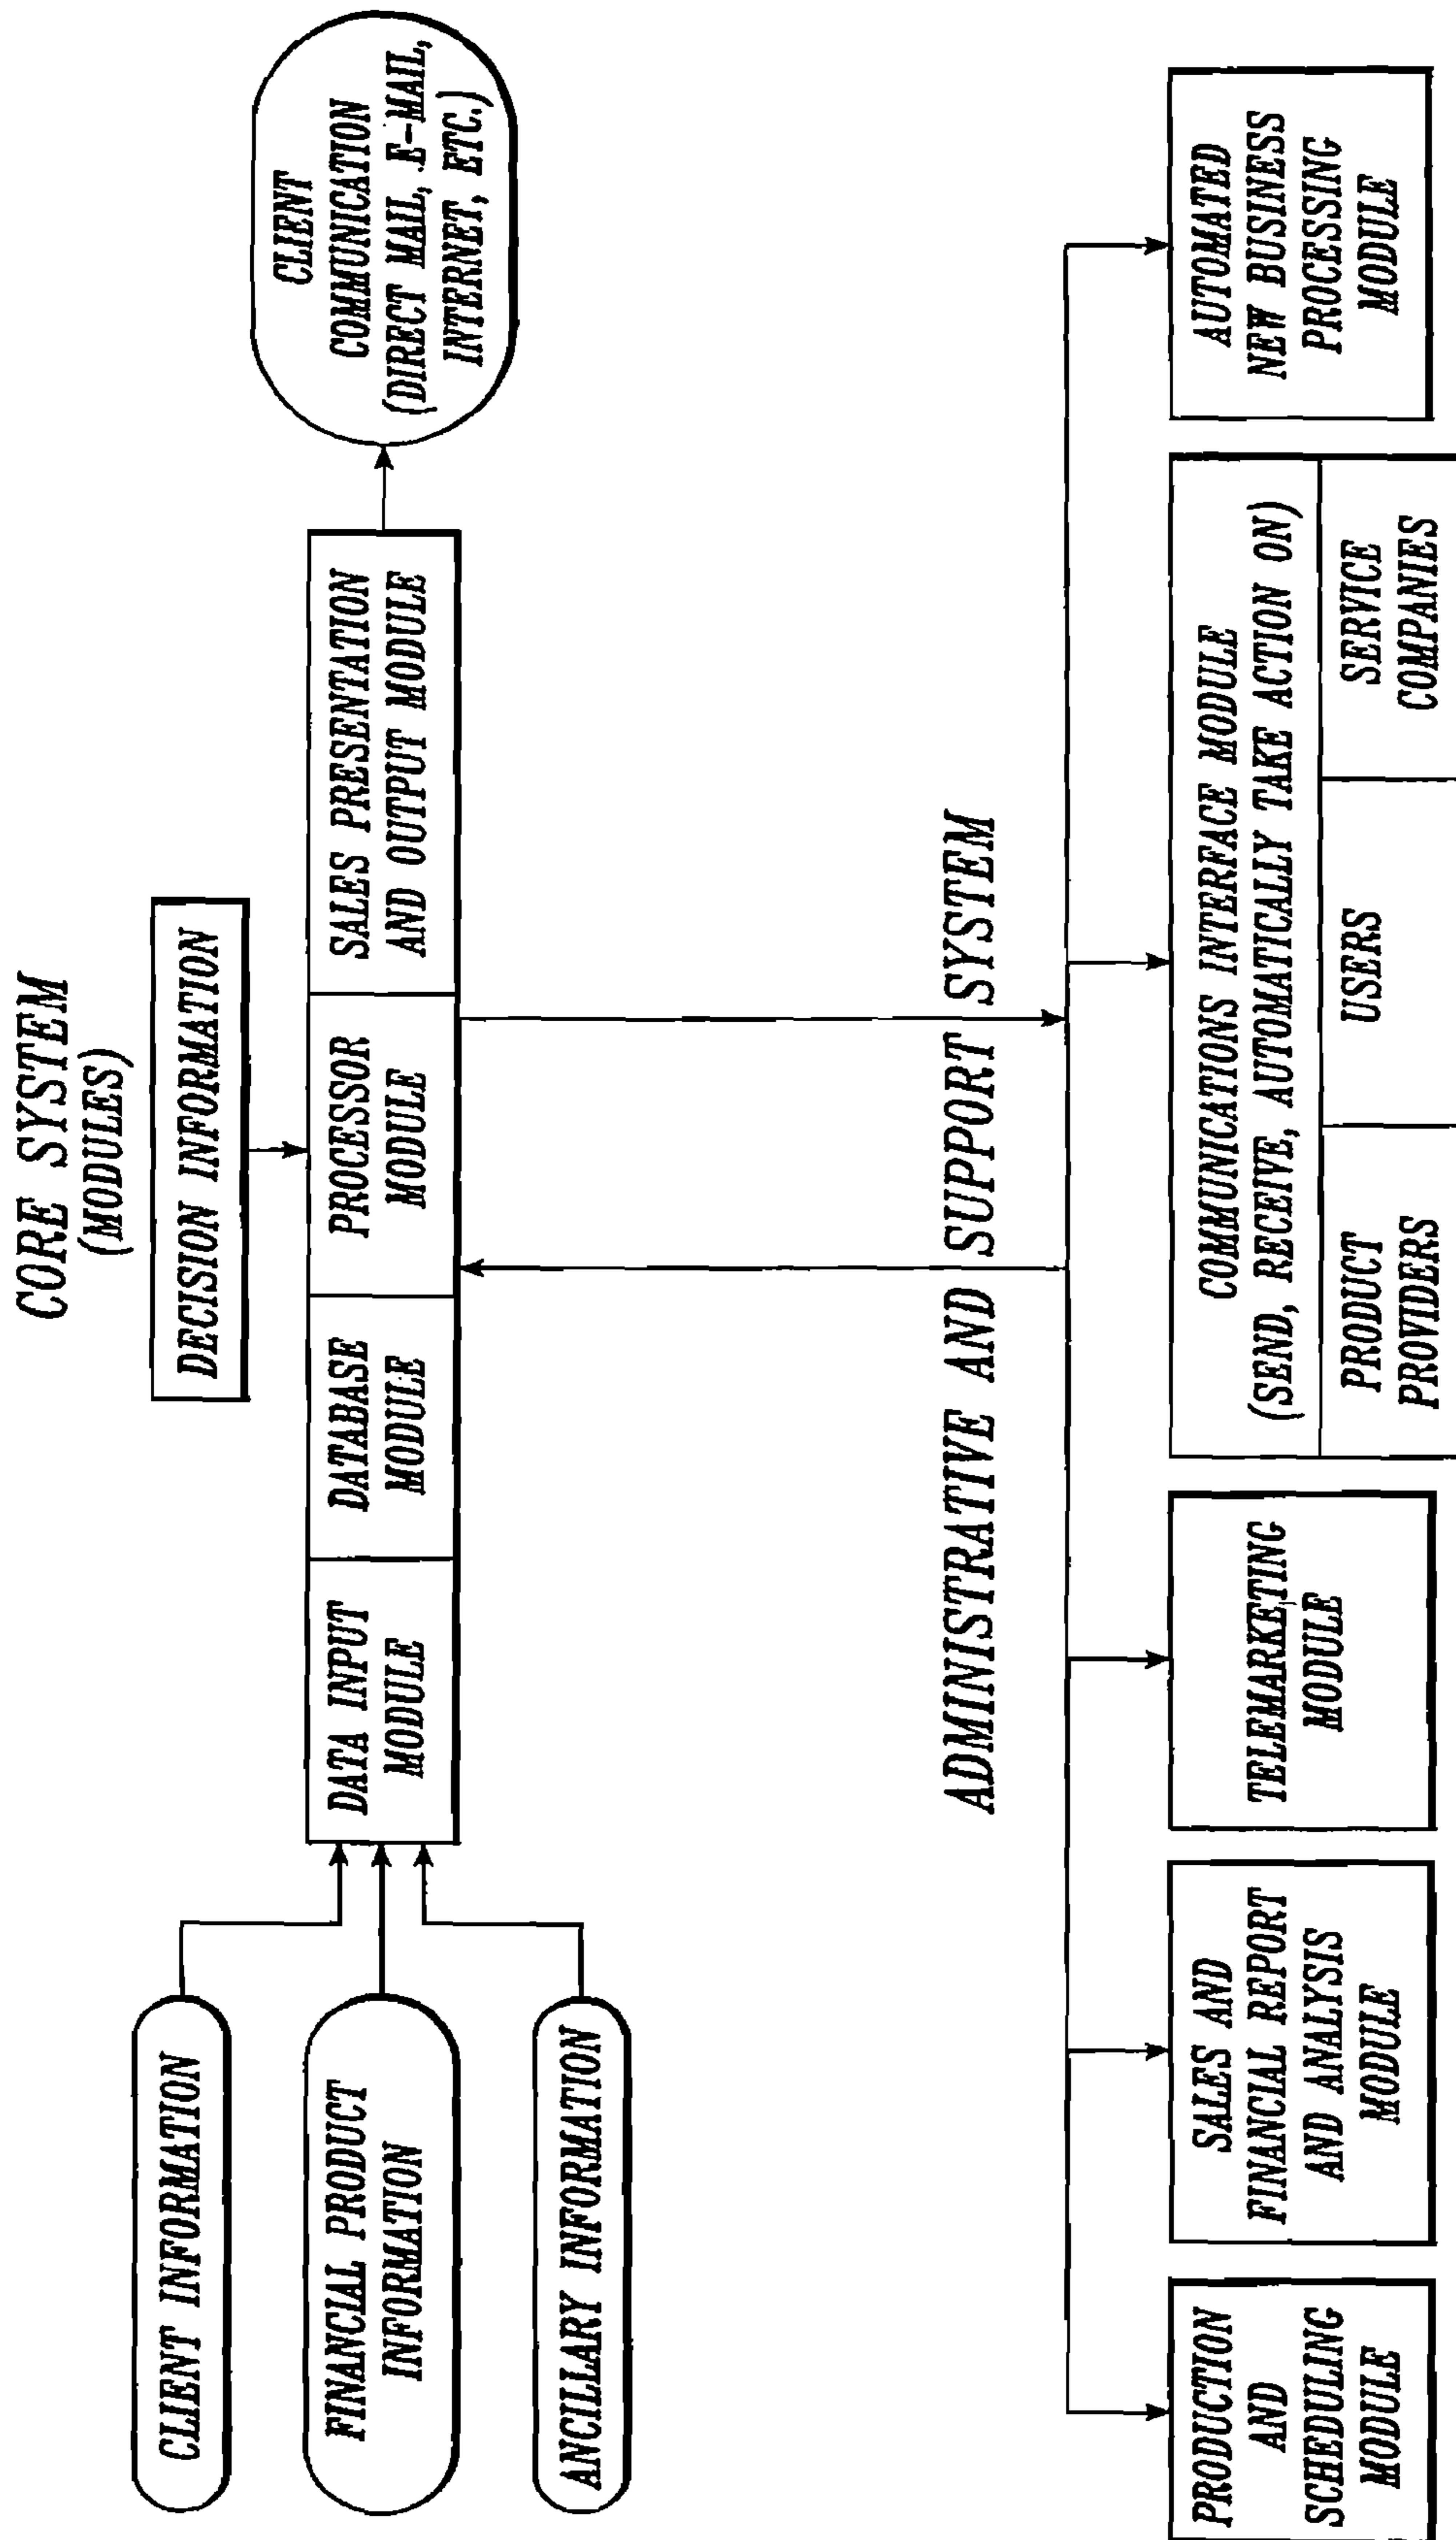 CORE SYSTEM
(MODULES)
DECISION INFORMATION
CLIENT INFORMATION
FINANCIAL PRODUCT
INFORMATION
ANCILLARY INFORMATION
DATA INPUT
MODULE
DATABASE
MODULE
PROCESSOR
MODULE
SALES PRESENTATION
AND OUTPUT MODULE
CLIENT
COMMUNICATION
(DIRECT MAIL, E-MAIL,
INTERNET, ETC.)
ADMINISTRATIVE AND SUPPORT SYSTEM
PRODUCTION
AND
SCHEDULING
MODULE
SALES AND
FINANCIAL REPORT
AND ANALYSIS
MODULE
TELEMARKETING
MODULE
COMMUNICATIONS INTERFACE MODULE
(SEND, RECEIVE, AUTOMATICALLY TAKE ACTION ON)
PRODUCT
PROVIDERS
USERS
SERVICE
COMPANIES
AUTOMATED
NEW BUSINESS
PROCESSING
MODULE